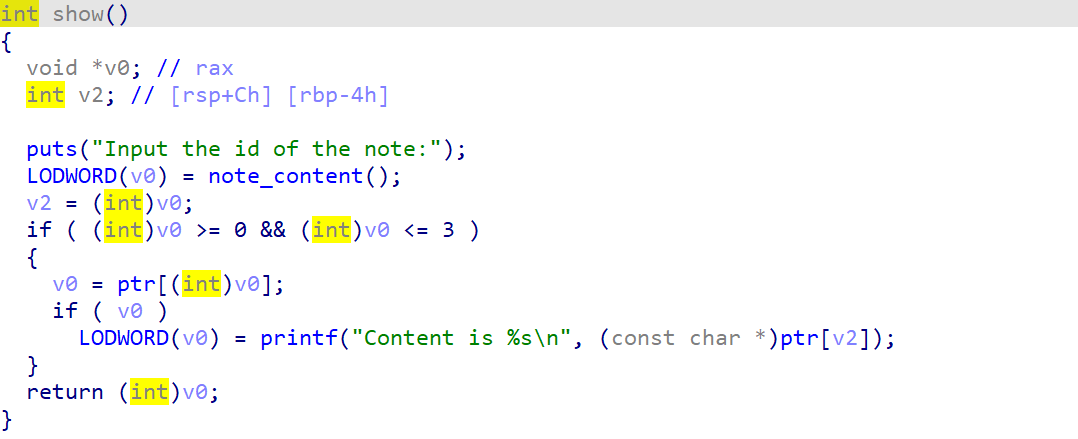 int show()
{
  void *v0; // rax
  int v2; // [rsp+Ch] [rbp-4h]

  puts("Input the id of the note:");
  LODWORD(v0) = note_content();
  v2 = (int)v0;
  if ( (int)v0 >= 0 && (int)v0 <= 3 )
  {
    v0 = ptr[(int)v0];
    if ( v0 )
      LODWORD(v0) = printf("Content is %s\n", (const char *)ptr[v2]);
  }
  return (int)v0;
}